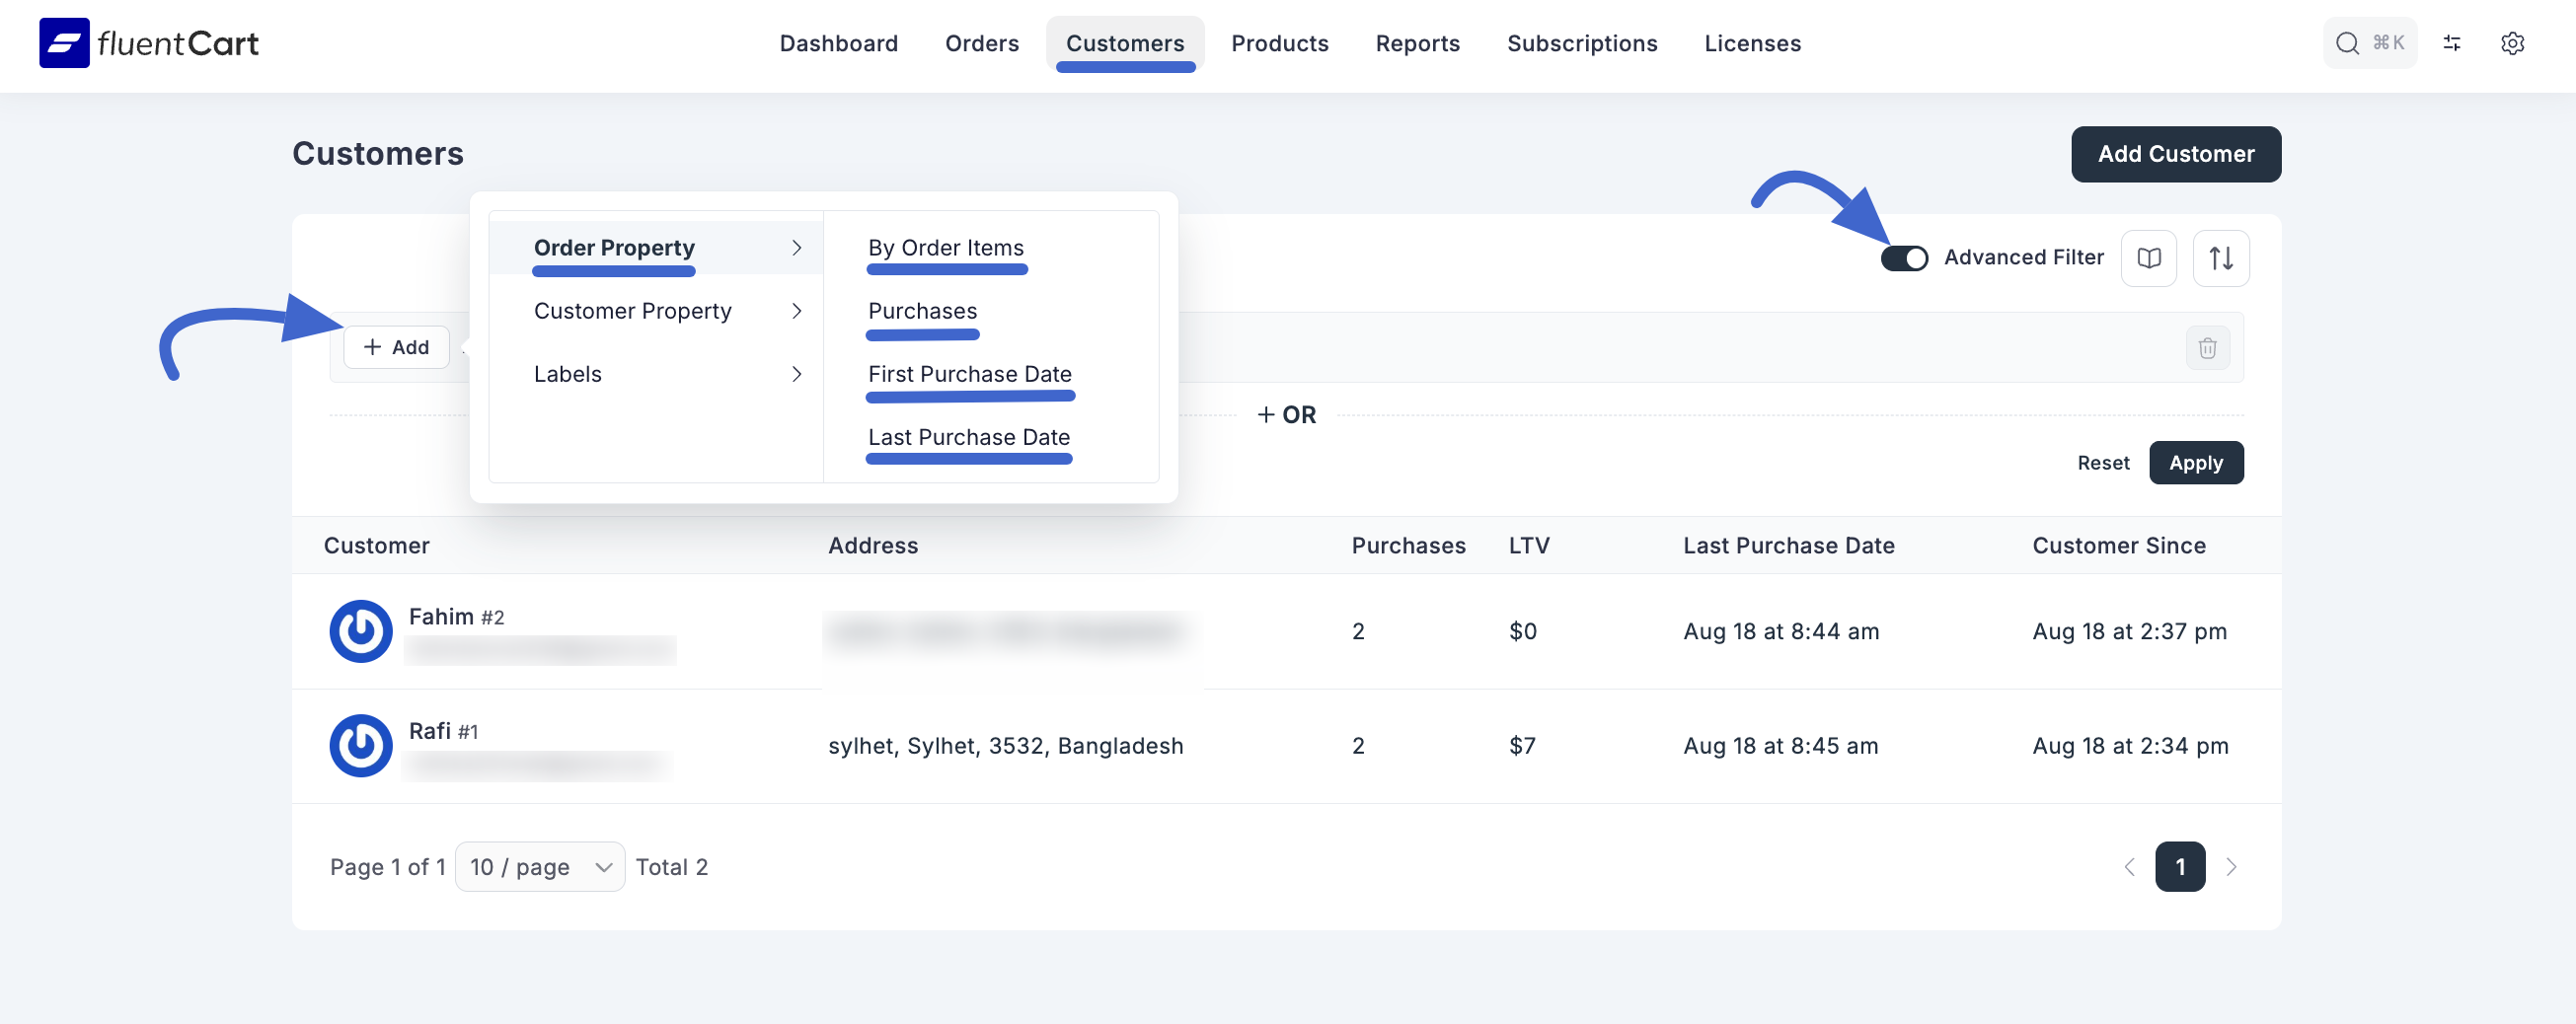 fluentCart
Dashboard Orders Customers Products Reports Subscriptions Licenses
⌘K
Customers
Add Customer
Order Property
Customer Property
Labels
By Order Items
Purchases
First Purchase Date
Last Purchase Date
Advanced Filter
+ Add
+ OR
Reset
Apply
Customer Address Purchases LTV Last Purchase Date Customer Since
Fahim #2
2 $0 Aug 18 at 8:44 am Aug 18 at 2:37 pm
Rafi #1
sylhet, Sylhet, 3532, Bangladesh 2 $7 Aug 18 at 8:45 am Aug 18 at 2:34 pm
Page 1 of 1 10 / page Total 2
1